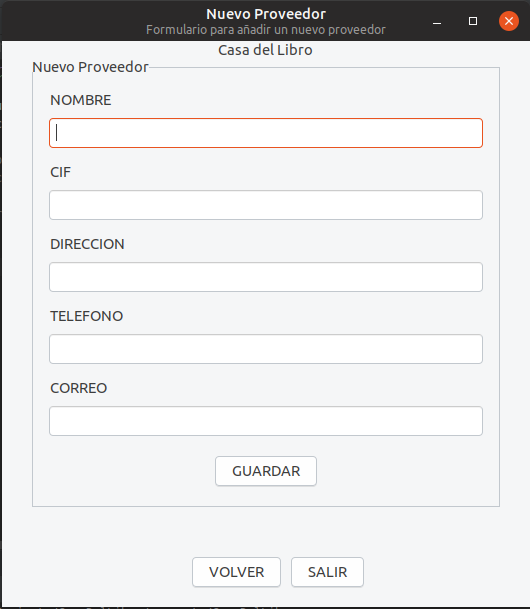 Nuevo Proveedor
Formulario para añadir un nuevo proveedor
Casa del Libro
Nuevo Proveedor
NOMBRE
CIF
DIRECCION
TELEFONO
CORREO
GUARDAR
VOLVER SALIR